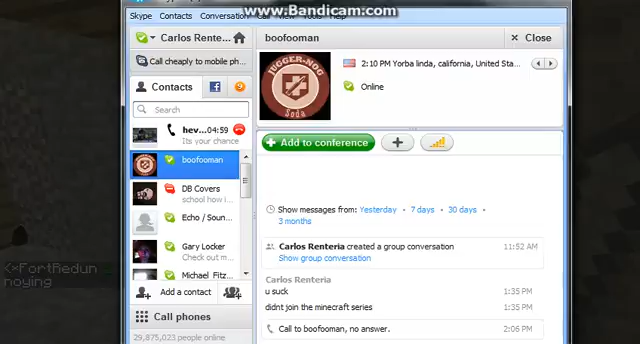 www.Bandicam.com
Skype Contacts Conversation Call View Tools Help
Carlos Rente...
boofooman
Close
Call cheaply to mobile ph...
2:10 PM Yorba linda, california, United Sta...
Online
JUGGER-NOG
Soda
Contacts
Search
Add to conference
hev... 04:59
Its your chance
boofooman
DB Covers
school how i
Echo / Soun...
Show messages from: Yesterday • 7 days • 30 days •
3 months
Gary Locker
Check out m
Carlos Renteria created a group conversation 11:52 AM
Show group conversation
Michael Fitz
<*FortRedun
noying
Carlos Renteria
u suck 1:35 PM
didnt join the minecraft series 1:35 PM
Add a contact
Call phones
Call to boofooman, no answer. 2:06 PM
29,875,023 people online